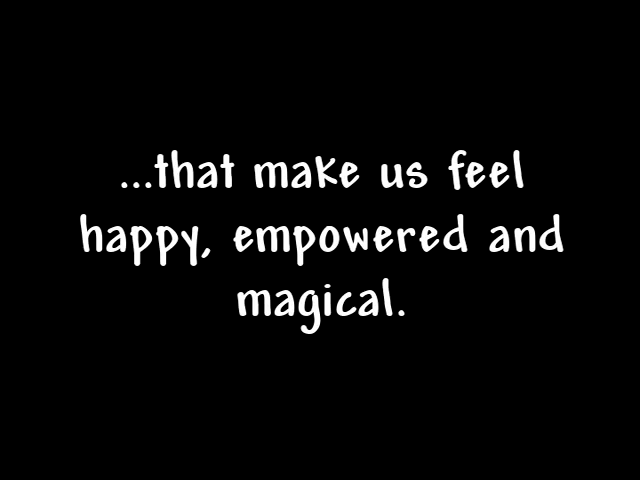 ...that make us feel
happy, empowered and
magical.